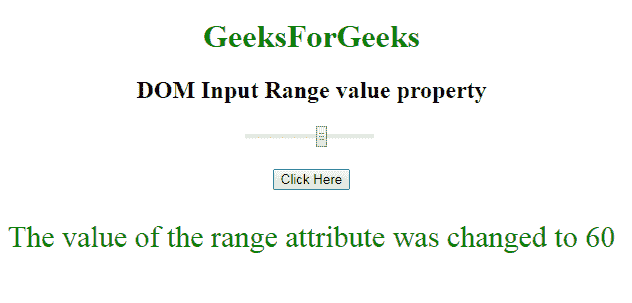 GeeksForGeeks
DOM Input Range value property
Click Here
The value of the range attribute was changed to 60